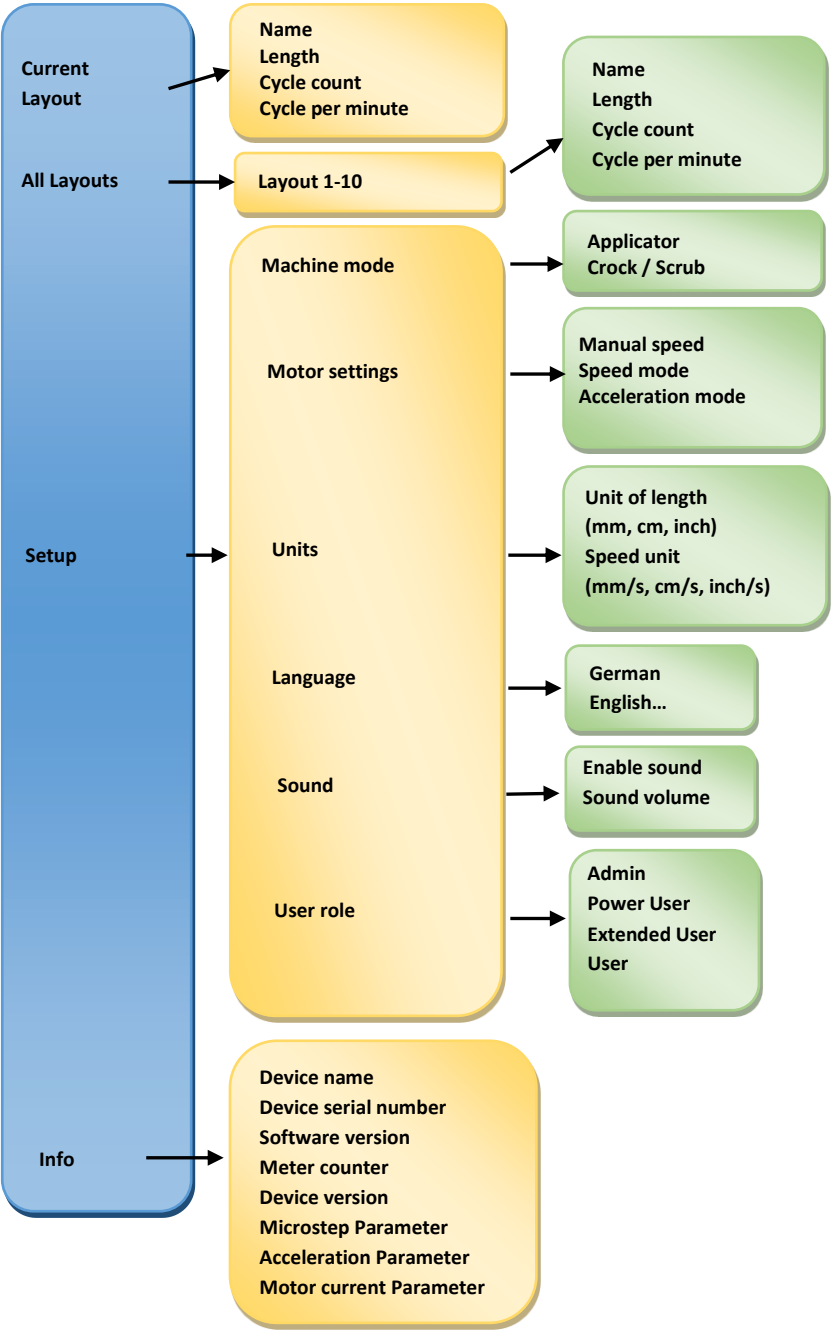 Current
Layout
Name
Length
Cycle count
Cycle per minute
All Layouts
Layout 1-10
Name
Length
Cycle count
Cycle per minute
Setup
Machine mode
Applicator
Crock / Scrub
Motor settings
Manual speed
Speed mode
Acceleration mode
Units
Unit of length
(mm, cm, inch)
Speed unit
(mm/s, cm/s, inch/s)
Language
German
English…
Sound
Enable sound
Sound volume
User role
Admin
Power User
Extended User
User
Info
Device name
Device serial number
Software version
Meter counter
Device version
Microstep Parameter
Acceleration Parameter
Motor current Parameter